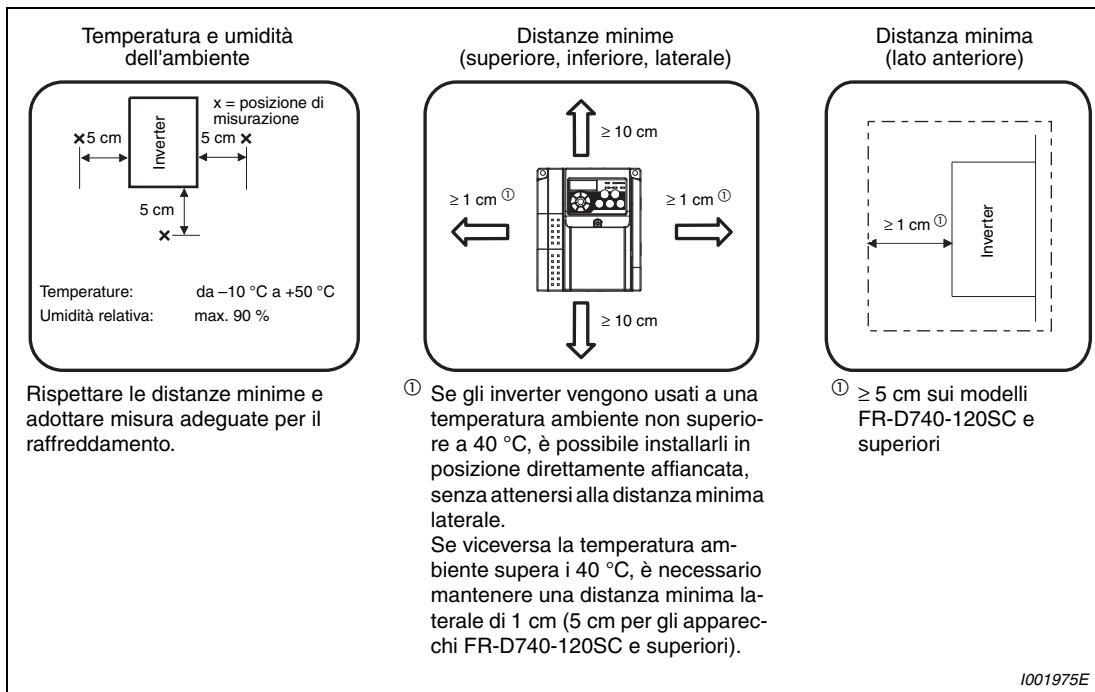 Temperatura e umidità
dell'ambiente
x = posizione di
misurazione
Inverter
5 cm
5 cm
5 cm
Temperature: da –10 °C a +50 °C
Umidità relativa: max. 90 %
Rispettare le distanze minime e
adottare misura adeguate per il
raffreddamento.
Distanze minime
(superiore, inferiore, laterale)
≥ 10 cm
≥ 1 cm ①
≥ 1 cm ①
≥ 10 cm
① Se gli inverter vengono usati a una
temperatura ambiente non superio-
re a 40 °C, è possibile installarli in
posizione direttamente affiancata,
senza attenersi alla distanza minima
laterale.
Se viceversa la temperatura am-
biente supera i 40 °C, è necessario
mantenere una distanza minima la-
terale di 1 cm (5 cm per gli apparec-
chi FR-D740-120SC e superiori).
Distanza minima
(lato anteriore)
≥ 1 cm ①
Inverter
① ≥ 5 cm sui modelli
FR-D740-120SC e
superiori
I001975E